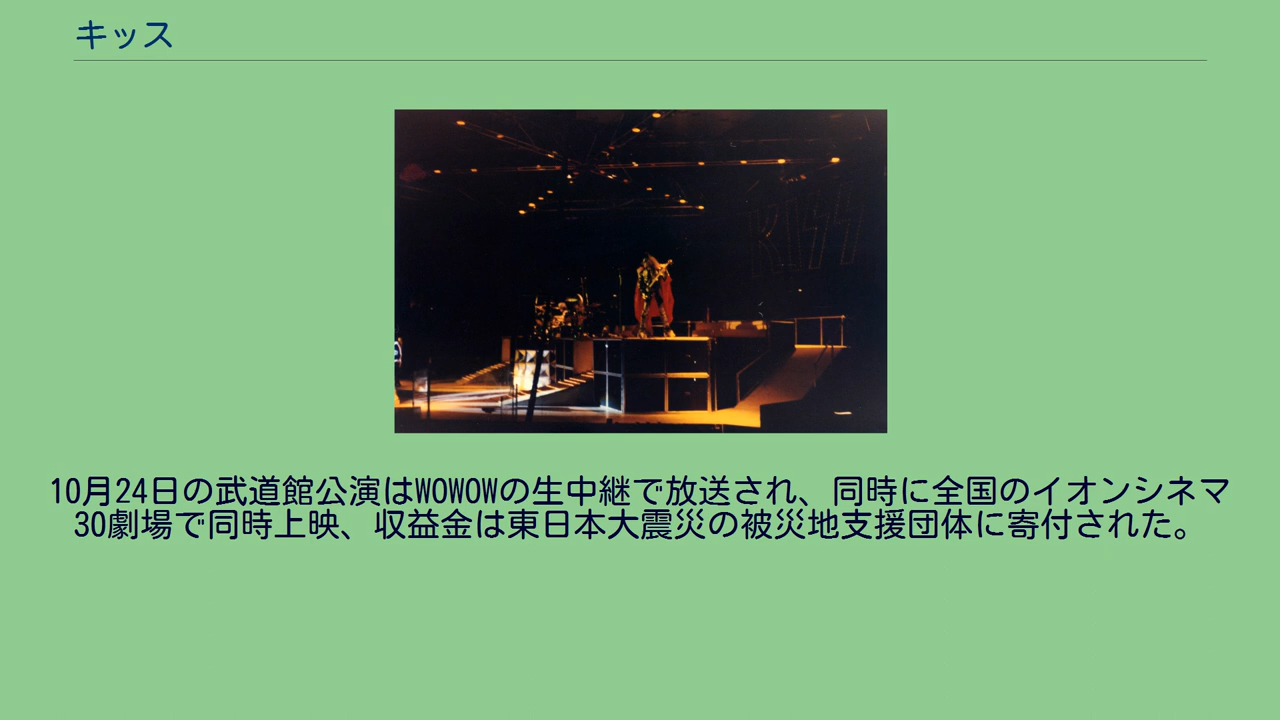 キッス
KISS
10月24日の武道館公演はWOWOWの生中継で放送され、同時に全国のイオンシネマ
30劇場で同時上映、収益金は東日本大震災の被災地支援団体に寄付された。